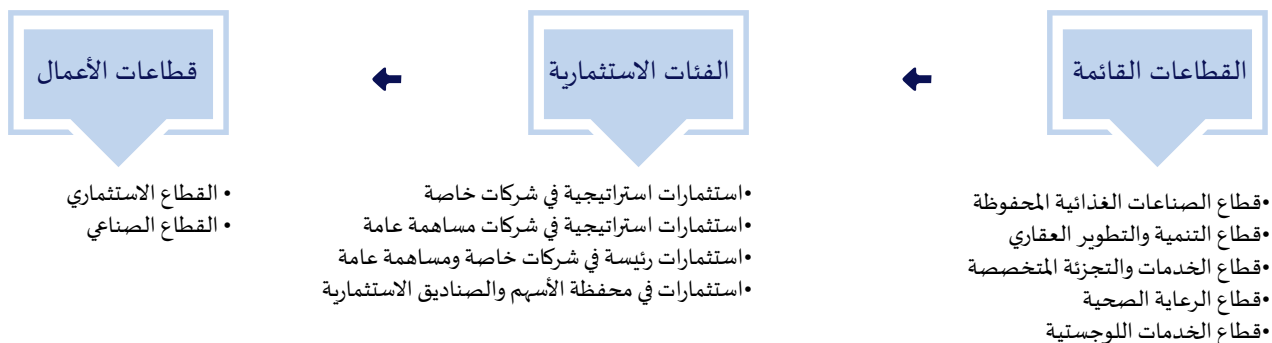 القطاعات القائمة
•قطاع الصناعات الغذائية المحفوظة
•قطاع التنمية والتطوير العقاري
•قطاع الخدمات والتجزئة المتخصصة
•قطاع الرعاية الصحية
•قطاع الخدمات اللوجستية
الفئات الاستثمارية
•استثمارات استراتيجية في شركات خاصة
•استثمارات استراتيجية في شركات مساهمة عامة
•استثمارات رئيسة في شركات خاصة ومساهمة عامة
•استثمارات في محفظة الأسهم والصناديق الاستثمارية
قطاعات الأعمال
• القطاع الاستثماري
• القطاع الصناعي